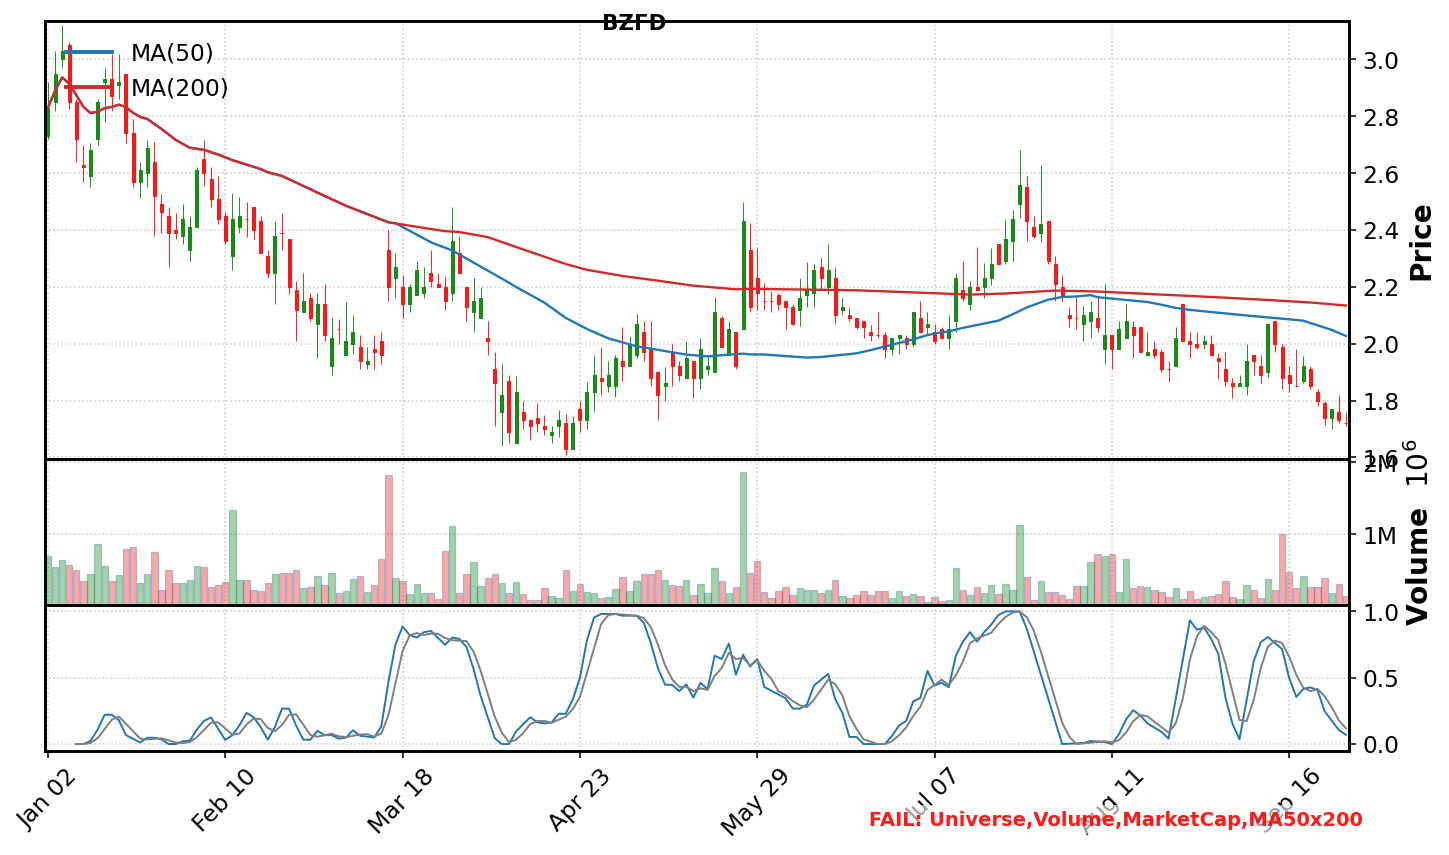 BZFD
MA(50)
MA(200)
3.0
2.8
2.6
2.4
2.2
2.0
1.8
1.6
Price
2M
1M
Volume 10^6
1.0
0.5
0.0
Jan 02
Feb 10
Mar 18
Apr 23
May 29
Jul 07
Aug 11
Sep 16
FAIL: Universe,Volume,MarketCap,MA50x200